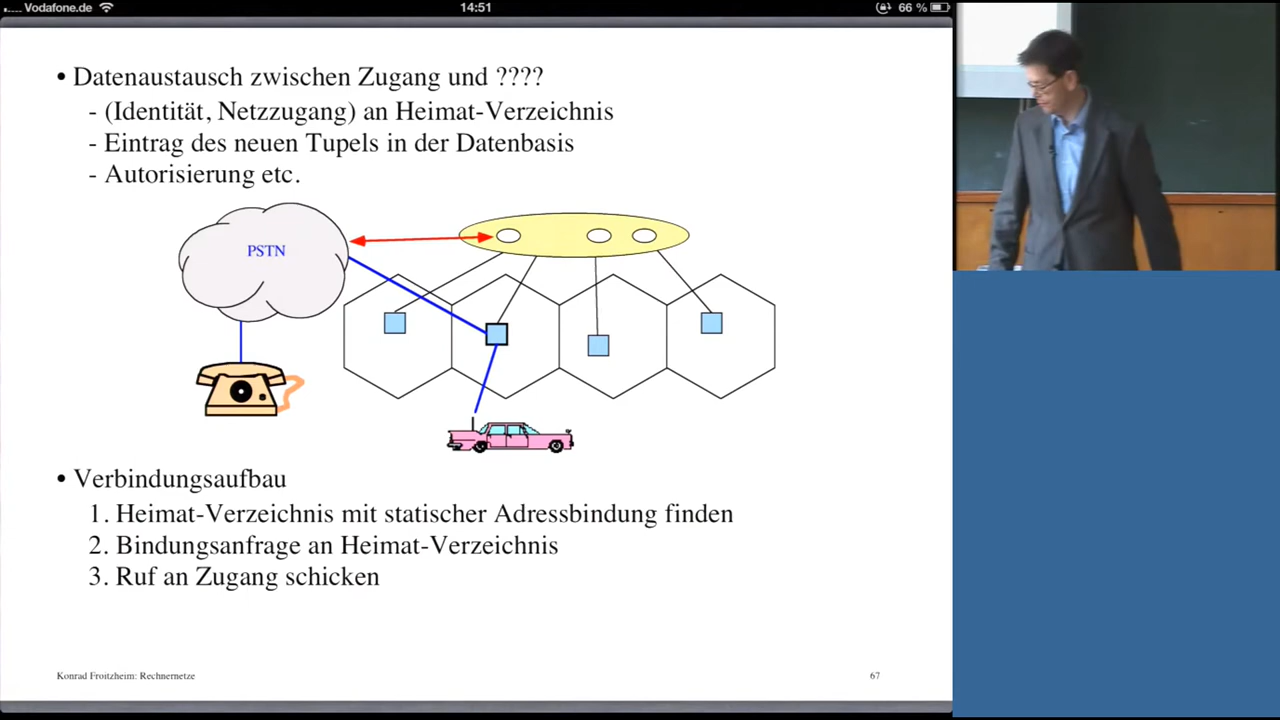 Vodafone.de
14:51
66 %
• Datenaustausch zwischen Zugang und ????
- (Identität, Netzzugang) an Heimat-Verzeichnis
- Eintrag des neuen Tupels in der Datenbasis
- Autorisierung etc.
PSTN
• Verbindungsaufbau
1. Heimat-Verzeichnis mit statischer Adressbindung finden
2. Bindungsanfrage an Heimat-Verzeichnis
3. Ruf an Zugang schicken
Konrad Froitzheim: Rechnernetze
67